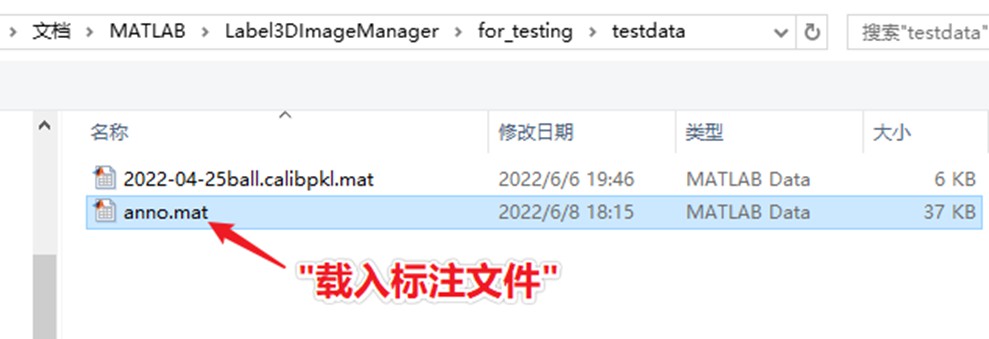 文档 > MATLAB > Label3DImageManager > for_testing > testdata
搜索"testdata"
名称 修改日期 类型 大小
2022-04-25ball.calibpkl.mat 2022/6/6 19:46 MATLAB Data 6 KB
anno.mat 2022/6/8 18:15 MATLAB Data 37 KB
"载入标注文件"